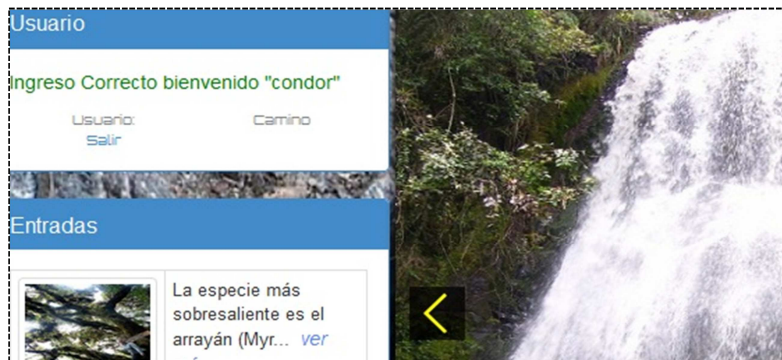 Usuario
Ingreso Correcto bienvenido "condor"
Usuario: Camino
Salir
Entradas
La especie más
sobresaliente es el
arrayán (Myr... ver